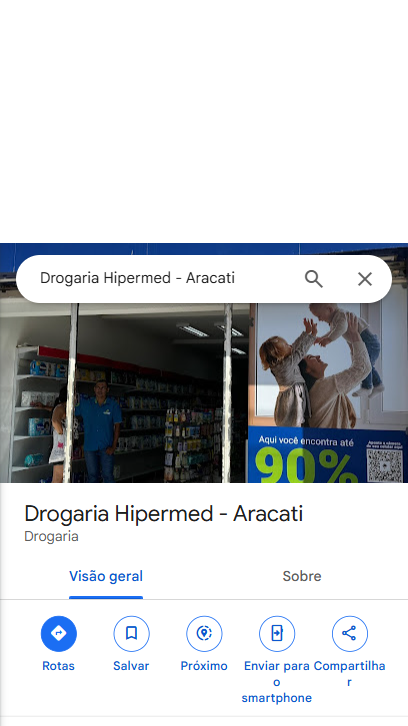 Drogaria Hipermed - Aracati
Aqui você encontra até
90%
Drogaria Hipermed - Aracati
Drogaria
Visão geral
Sobre
Rotas
Salvar
Próximo
Enviar para o smartphone
Compartilhar